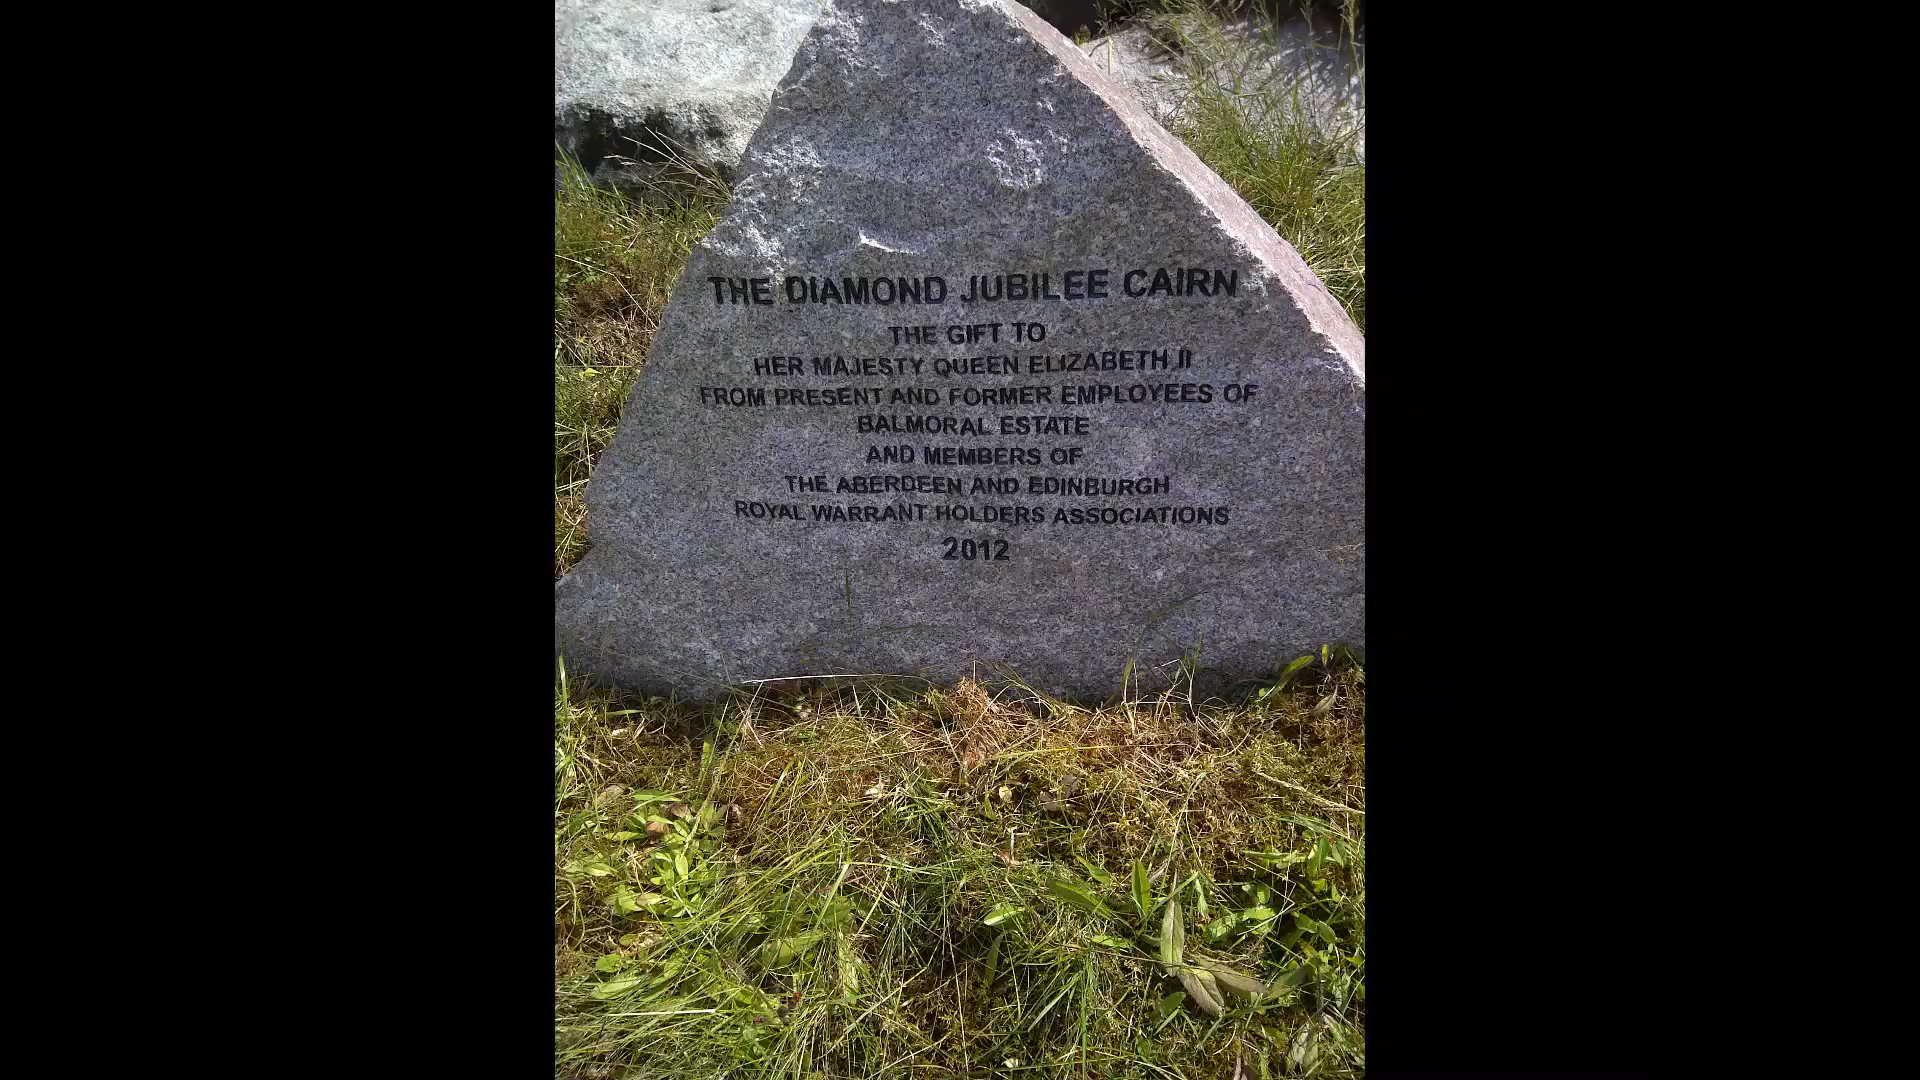 THE DIAMOND JUBILEE CAIRN
THE GIFT TO
HER MAJESTY QUEEN ELIZABETH II
FROM PRESENT AND FORMER EMPLOYEES OF
BALMORAL ESTATE
AND MEMBERS OF
THE ABERDEEN AND EDINBURGH
ROYAL WARRANT HOLDERS ASSOCIATIONS
2012